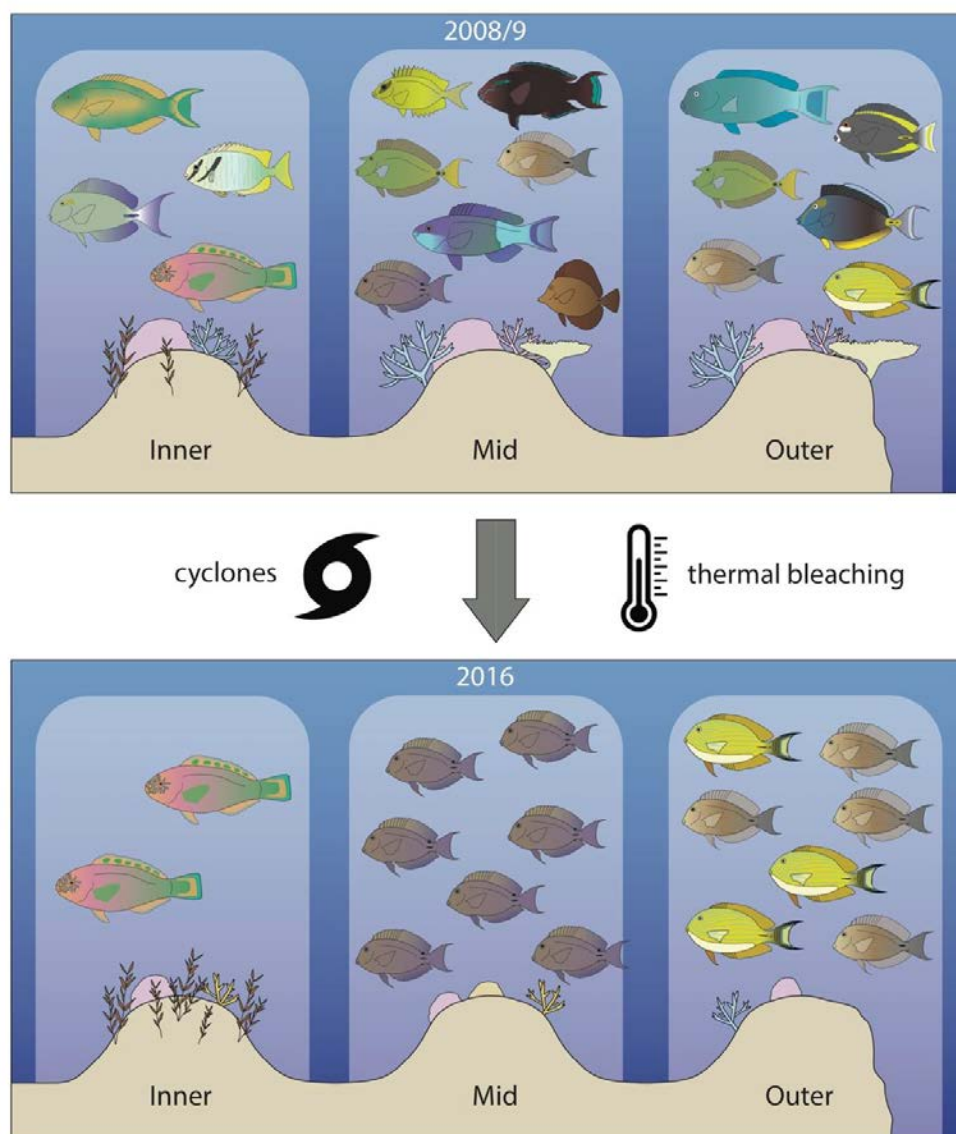 2008/9
Inner
Mid
Outer
cyclones
thermal bleaching
2016
Inner
Mid
Outer